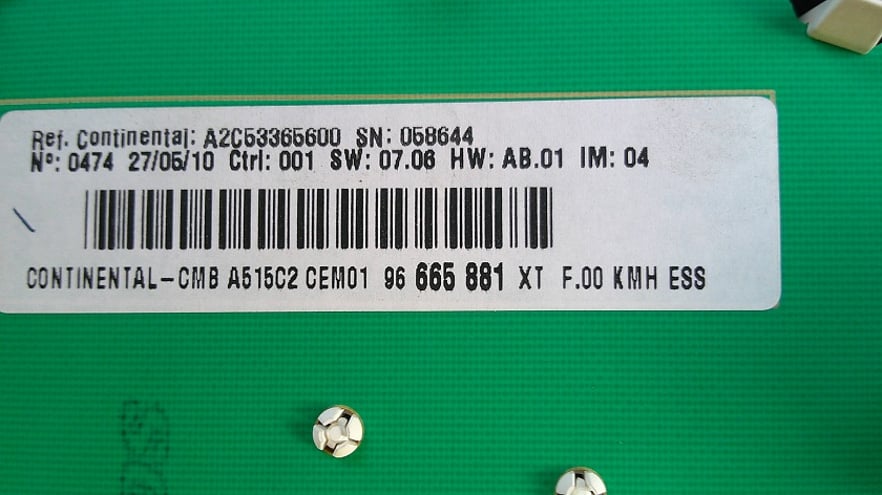 Ref. Continental: A2C53365600 SN: 058644
Nº: 0474 27/05/10 Ctrl: 001 SW: 07.06 HW: AB.01 IM: 04
CONTINENTAL-CMB A515C2 CEM01 96 665 881 XT F.00 KMH ESS